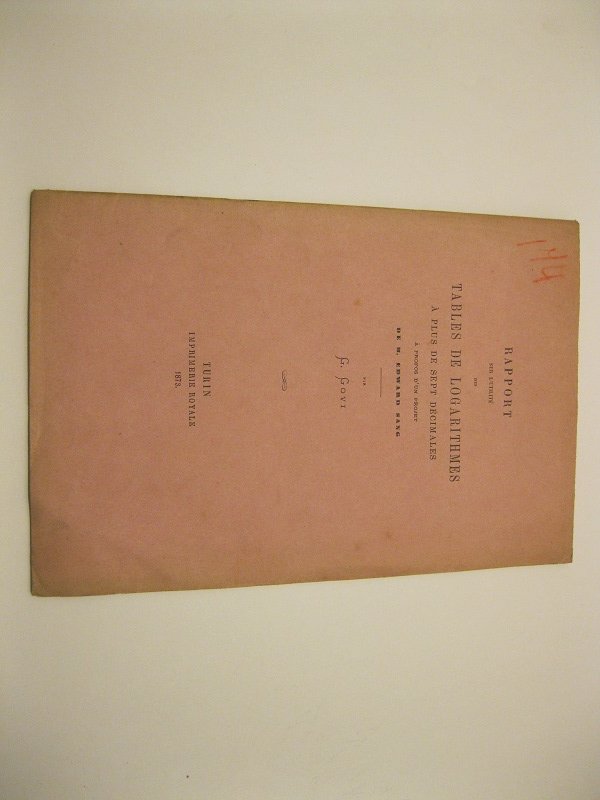 RAPPORT
SUR L'UTILITÉ
DES
TABLES DE LOGARITHMES
À PLUS DE SEPT DÉCIMALES
À PROPOS D'UN PROJET
DE M. EDWARD SANG
PAR
G. GOVI
TURIN
IMPRIMERIE ROYALE
1873.